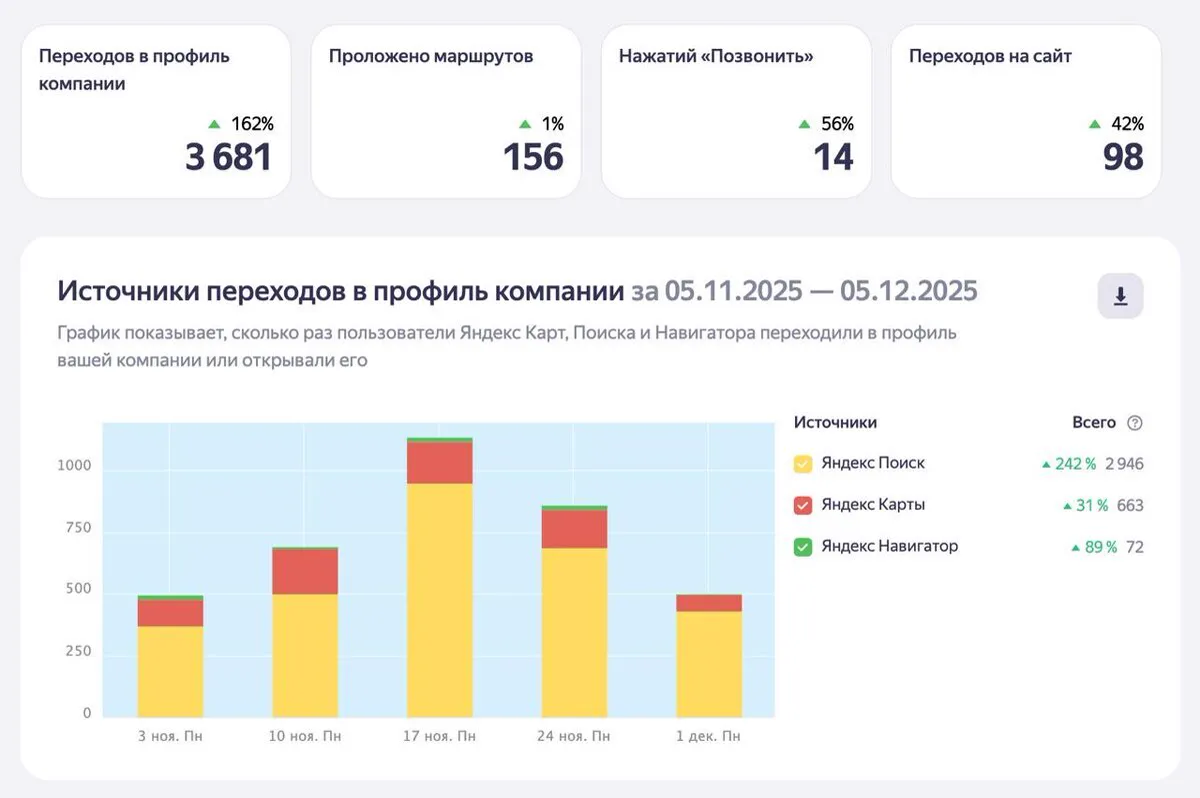 Переходов в профиль
компании
162%
3 681
Проложено маршрутов
1%
156
Нажатий «Позвонить»
56%
14
Переходов на сайт
42%
98
Источники переходов в профиль компании за 05.11.2025 — 05.12.2025
График показывает, сколько раз пользователи Яндекс Карт, Поиска и Навигатора переходили в профиль
вашей компании или открывали его
1000
750
500
250
0
3 ноя. Пн
10 ноя. Пн
17 ноя. Пн
24 ноя. Пн
1 дек. Пн
Источники Всего ?
Яндекс Поиск 242 % 2 946
Яндекс Карты 31 % 663
Яндекс Навигатор 89 % 72